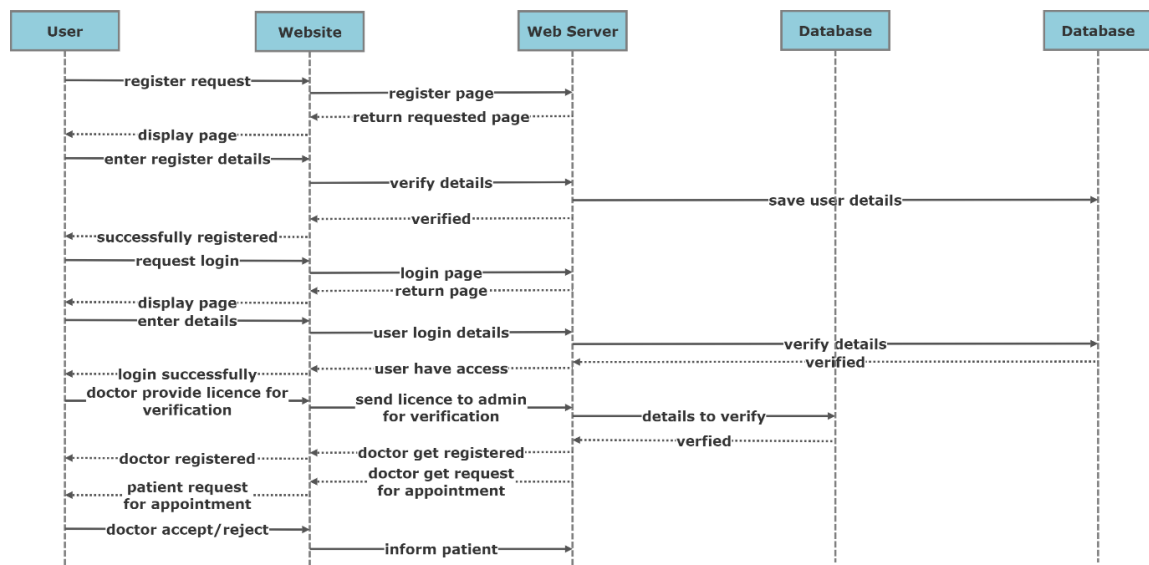 User
Website
Web Server
Database
Database
register request
register page
return requested page
display page
enter register details
verify details
save user details
verified
successfully registered
request login
login page
return page
display page
enter details
user login details
verify details
verified
user have access
login successfully
doctor provide licence for
verification
send licence to admin
for verification
details to verify
verfied
doctor get registered
doctor registered
doctor get request
for appointment
patient request
for appointment
doctor accept/reject
inform patient